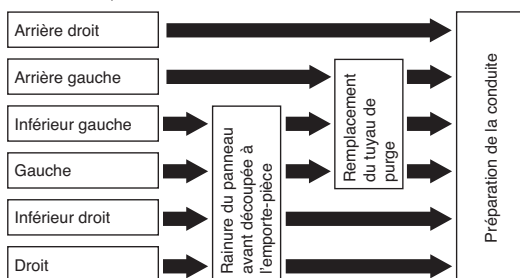 Arrière droit
Arrière gauche
Inférieur gauche
Gauche
Inférieur droit
Droit
Rainure du panneau
avant découpée à
l'emporte-pièce
Remplacement
du tuyau de
purge
Préparation de la conduite